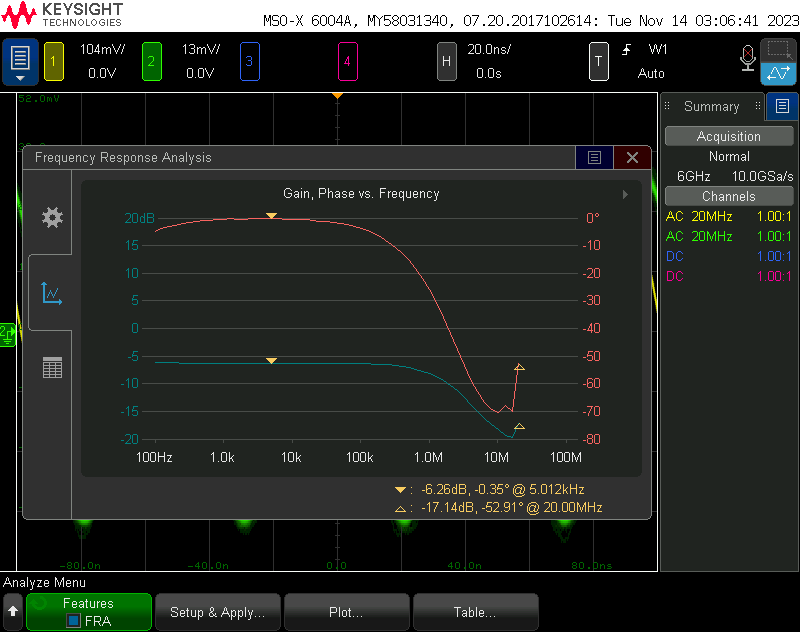 KEYSIGHT
TECHNOLOGIES
MSO-X 6004A, MY58031340, 07.20.2017102614: Tue Nov 14 03:06:41 2023
1 104mV/ 0.0V
2 13mV/ 0.0V
3
4
H 20.0ns/ 0.0s
T W1 Auto
52.0mV
Summary
Acquisition
Normal
6GHz 10.0GSa/s
Channels
AC 20MHz 1.00:1
AC 20MHz 1.00:1
DC 1.00:1
DC 1.00:1
Frequency Response Analysis
Gain, Phase vs. Frequency
20dB 0°
15 -10
10 -20
5 -30
0 -40
-5 -50
-10 -60
-15 -70
-20 -80
100Hz 1.0k 10k 100k 1.0M 10M 100M
: -6.26dB, -0.35° @ 5.012kHz
: -17.14dB, -52.91° @ 20.00MHz
2
-80.0n -40.0n 0.0 40.0n 80.0ns
Analyze Menu
Features
FRA
Setup & Apply...
Plot...
Table...